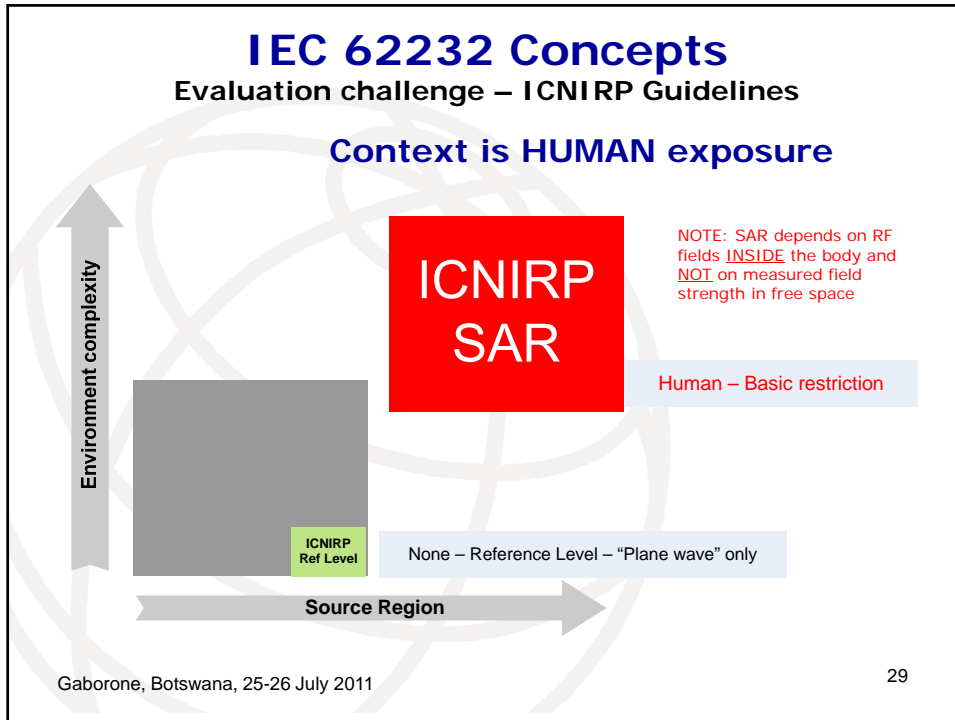 IEC 62232 Concepts
Evaluation challenge – ICNIRP Guidelines
Context is HUMAN exposure
Environment complexity
ICNIRP
SAR
NOTE: SAR depends on RF
fields INSIDE the body and
NOT on measured field
strength in free space
Human – Basic restriction
ICNIRP
Ref Level
None – Reference Level – “Plane wave” only
Source Region
Gaborone, Botswana, 25-26 July 2011
29